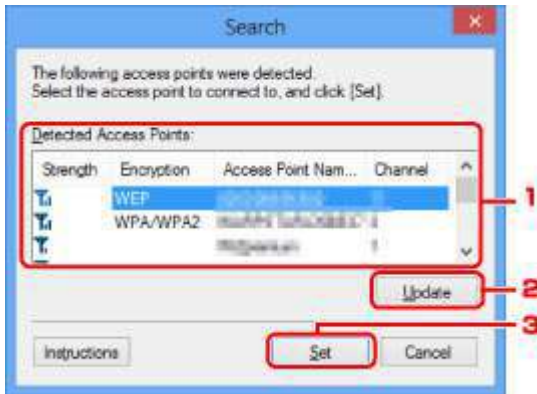 Search
The following access points were detected.
Select the access point to connect to, and click [Set].
Detected Access Points:
Strength Encryption Access Point Nam... Channel
WEP
WPA/WPA2
1
Update
2
3
Instructions Set Cancel